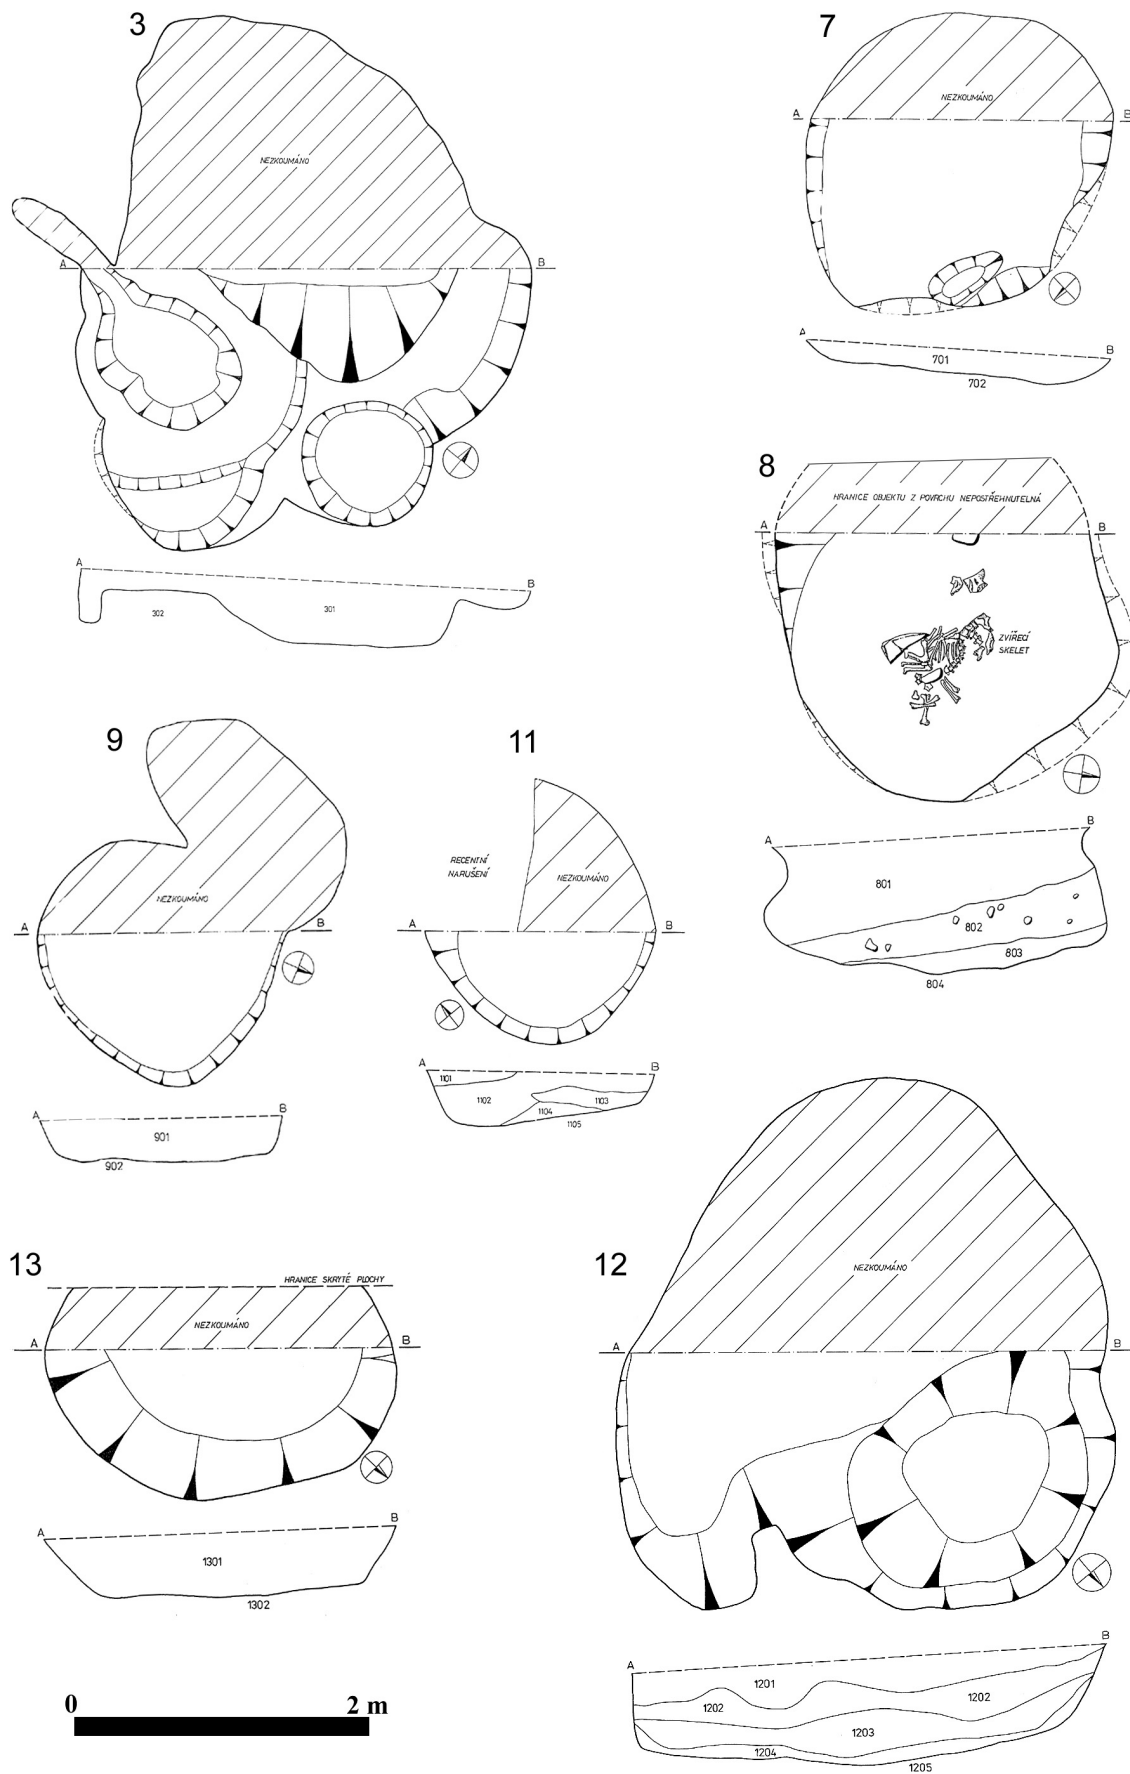 3
NEZKOUMÁNO
A
B
A
B
302
301
7
NEZKOUMÁNO
A
B
A
B
701
702
8
HRANICE OBJEKTU Z POVRCHU NEPOSTŘEHNUTELNÁ
A
B
ZVÍŘECÍ
SKELET
A
B
801
802
803
804
9
NEZKOUMÁNO
A
B
A
B
901
902
11
RECENTNÍ
NARUŠENÍ
NEZKOUMÁNO
A
B
A
B
1101
1102
1103
1104
1105
13
HRANICE SKRYTÉ PLOCHY
NEZKOUMÁNO
A
B
A
B
1301
1302
12
NEZKOUMÁNO
A
B
A
B
1201
1202
1202
1203
1204
1205
0
2 m